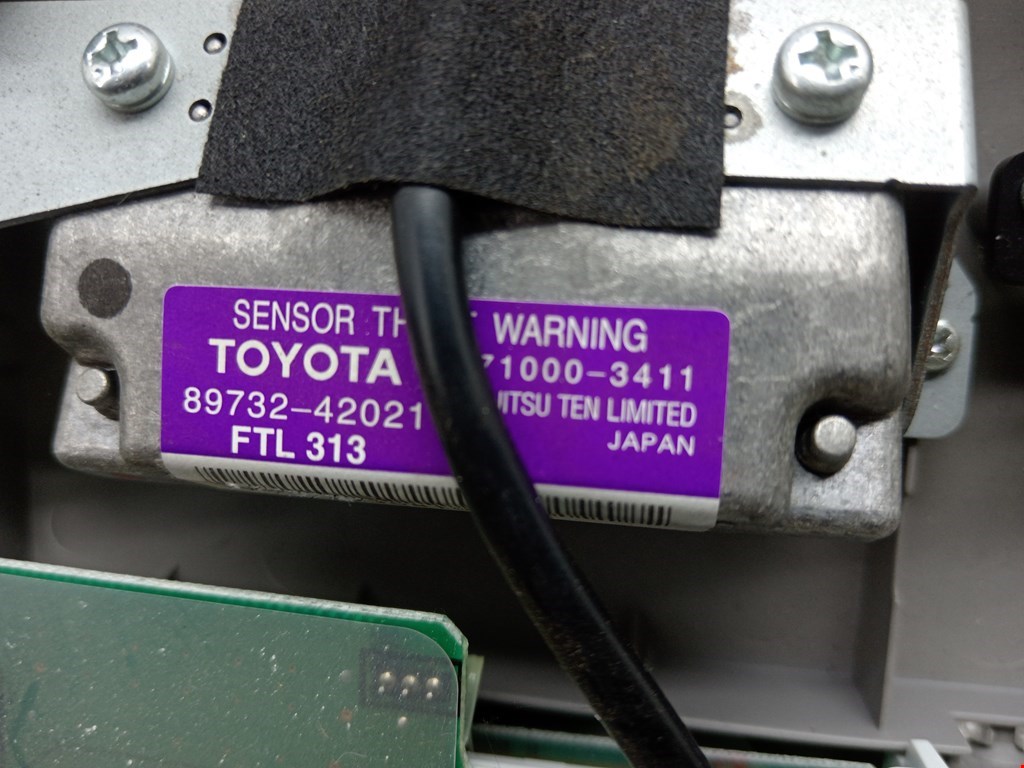 SENSOR TH T WARNING
TOYOTA 71000-3411
89732-42021 ITSU TEN LIMITED
FTL 313 JAPAN